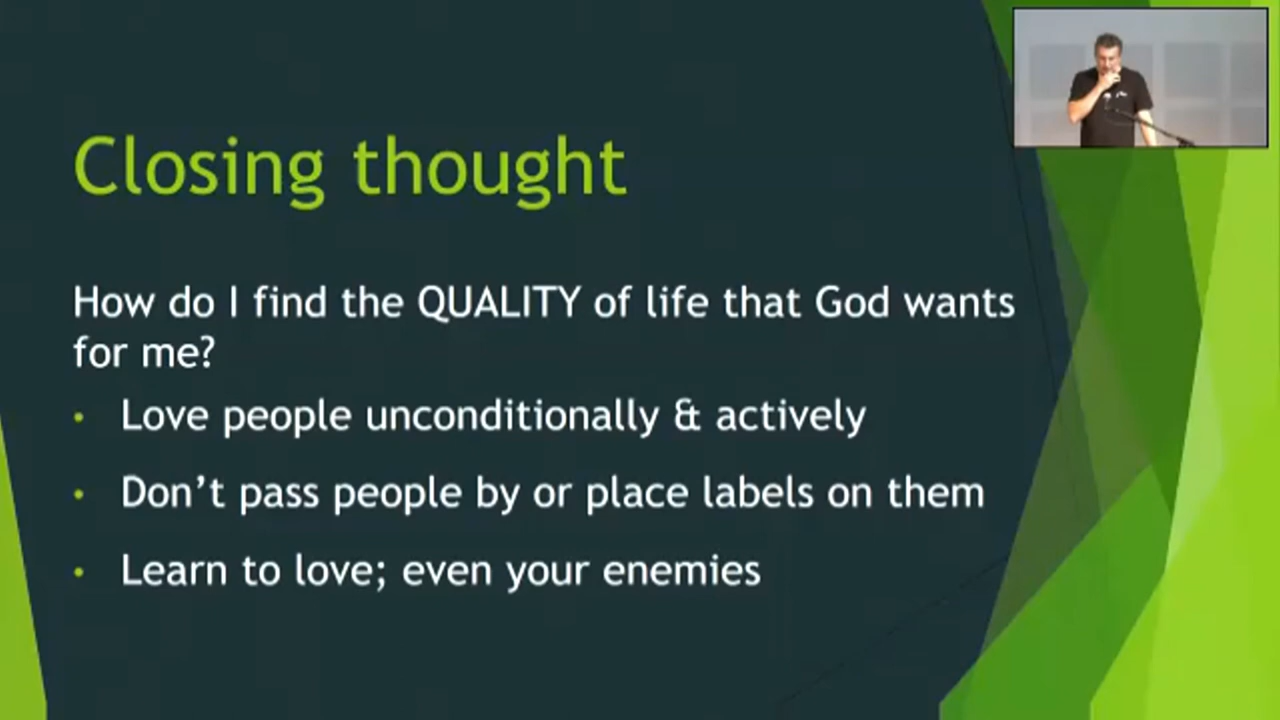 Closing thought
How do I find the QUALITY of life that God wants
for me?
• Love people unconditionally & actively
• Don’t pass people by or place labels on them
• Learn to love; even your enemies